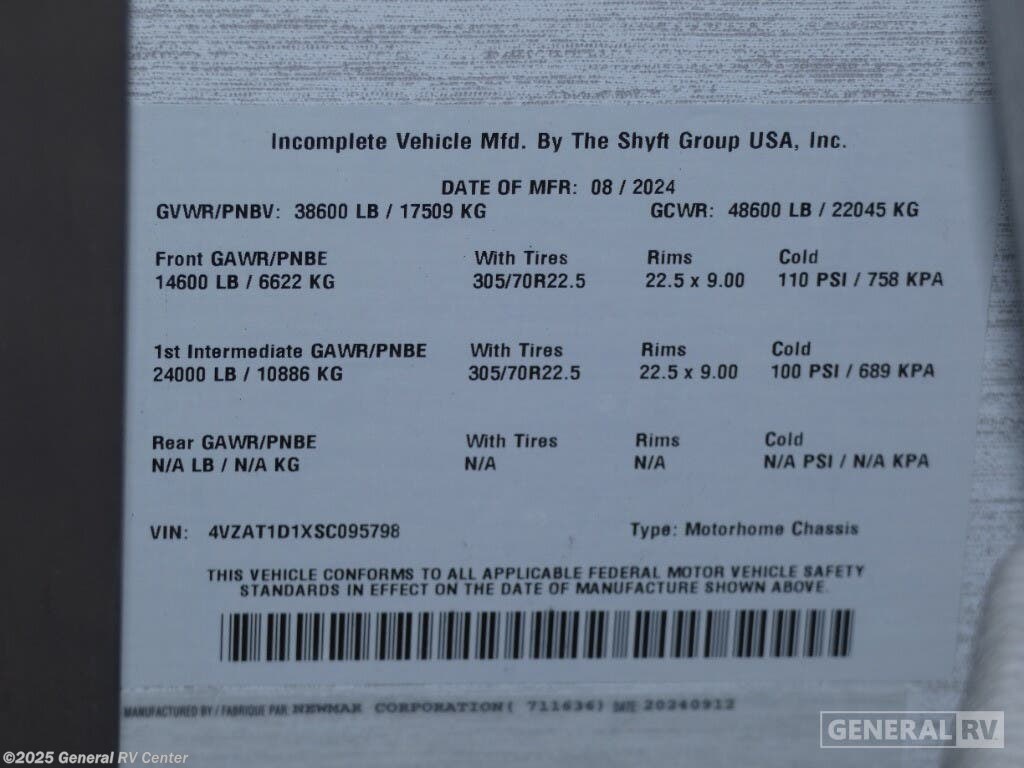 Incomplete Vehicle Mfd. By The Shyft Group USA, Inc.
DATE OF MFR: 08 / 2024
GVWR/PNBV: 38600 LB / 17509 KG GCWR: 48600 LB / 22045 KG
Front GAWR/PNBE With Tires Rims Cold
14600 LB / 6622 KG 305/70R22.5 22.5 x 9.00 110 PSI / 758 KPA
1st Intermediate GAWR/PNBE With Tires Rims Cold
24000 LB / 10886 KG 305/70R22.5 22.5 x 9.00 100 PSI / 689 KPA
Rear GAWR/PNBE With Tires Rims Cold
N/A LB / N/A KG N/A N/A N/A PSI / N/A KPA
VIN: 4VZAT1D1XSC095798 Type: Motorhome Chassis
THIS VEHICLE CONFORMS TO ALL APPLICABLE FEDERAL MOTOR VEHICLE SAFETY
STANDARDS IN EFFECT ON THE DATE OF MANUFACTURE SHOWN ABOVE.
MANUFACTURED BY / FABRIQUE PAR NEWMAR CORPORATION( 711636) DATE 20240912
GENERAL RV
©2025 General RV Center